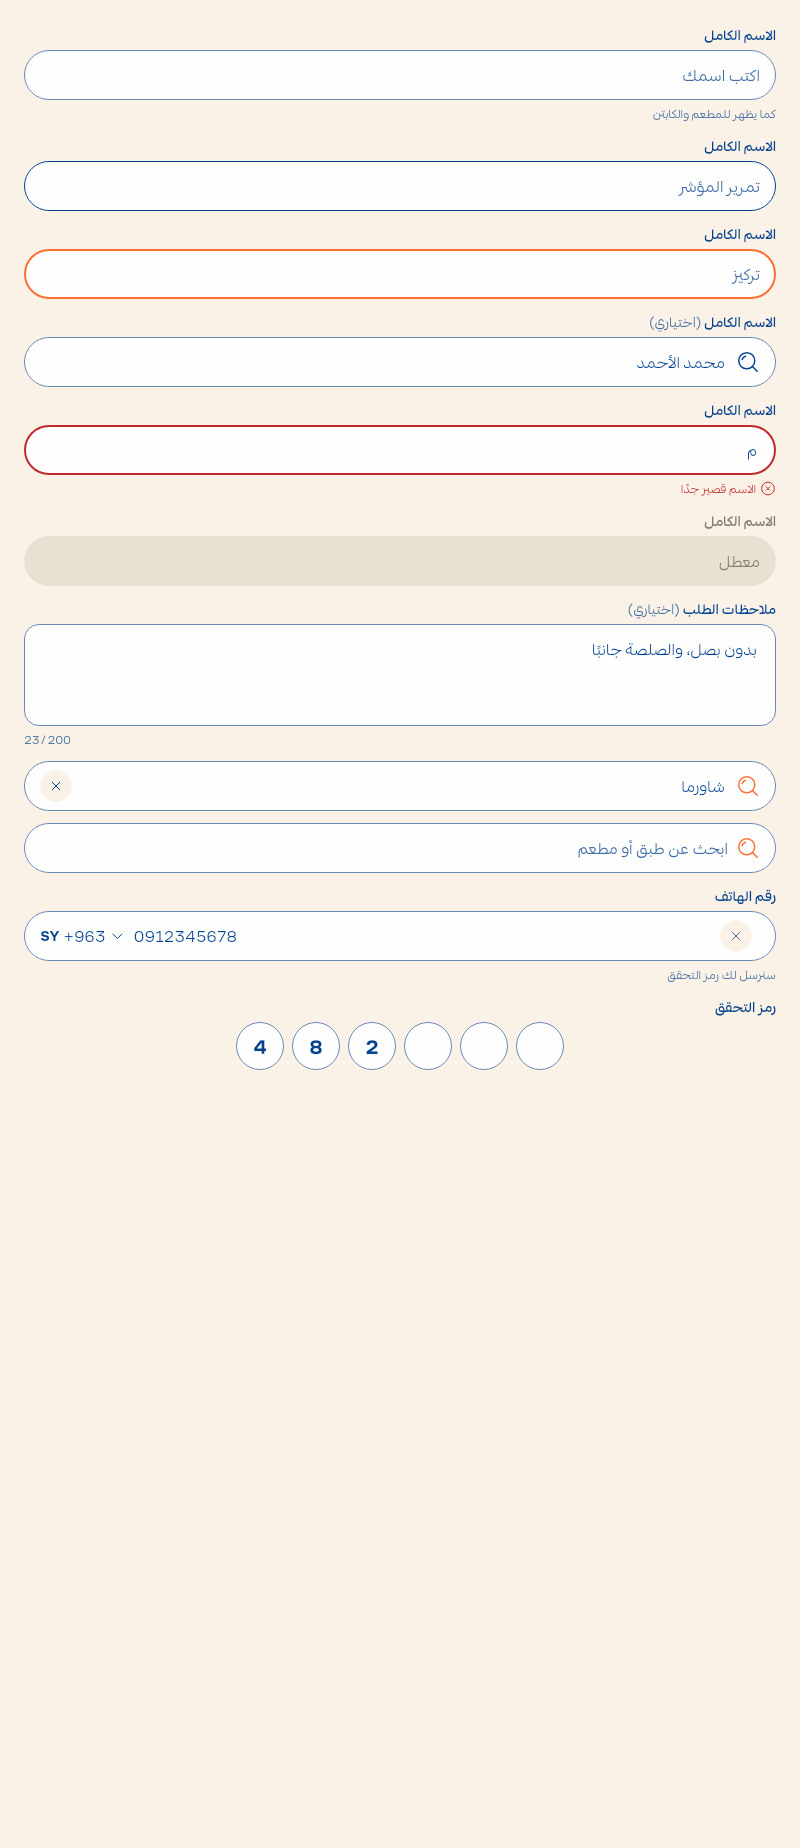 الاسم الكامل
اكتب اسمك
كما يظهر للمطعم والكابتن
الاسم الكامل
تمرير المؤشر
الاسم الكامل
تركيز
الاسم الكامل (اختياري)
محمد الأحمد
الاسم الكامل
م
الاسم قصير جدًا
الاسم الكامل
معطل
ملاحظات الطلب (اختياري)
بدون بصل، والصلصة جانبًا
23 / 200
شاورما
ابحث عن طبق أو مطعم
رقم الهاتف
SY +963 0912345678
سنرسل لك رمز التحقق
رمز التحقق
4 8 2